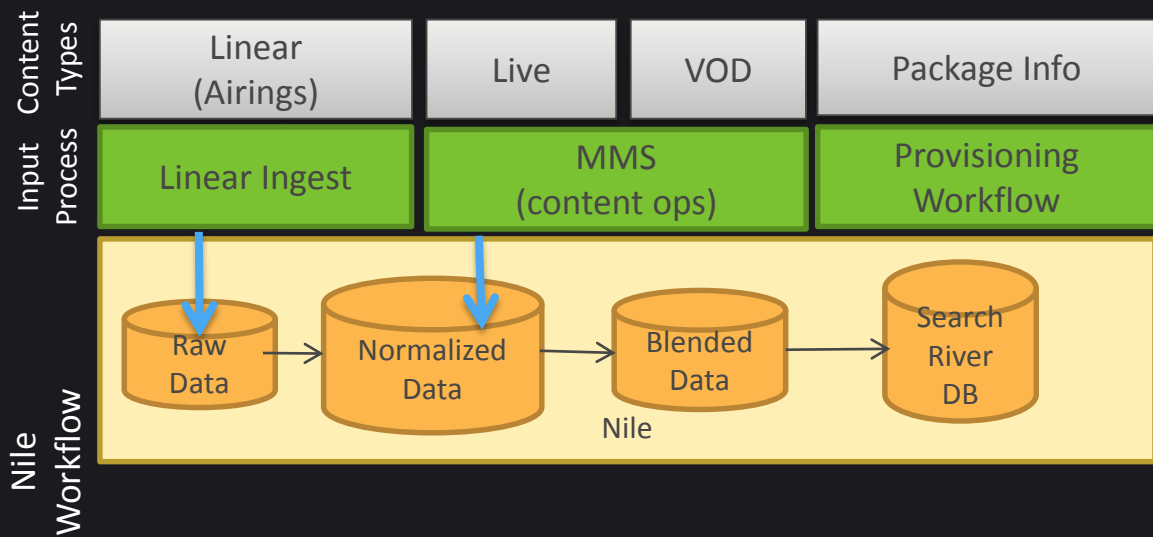 Content
Types
Linear
(Airings)
Live
VOD
Package Info
Input
Process
Linear Ingest
MMS
(content ops)
Provisioning
Workflow
Nile
Workflow
Raw
Data
Normalized
Data
Blended
Data
Search
River
DB
Nile